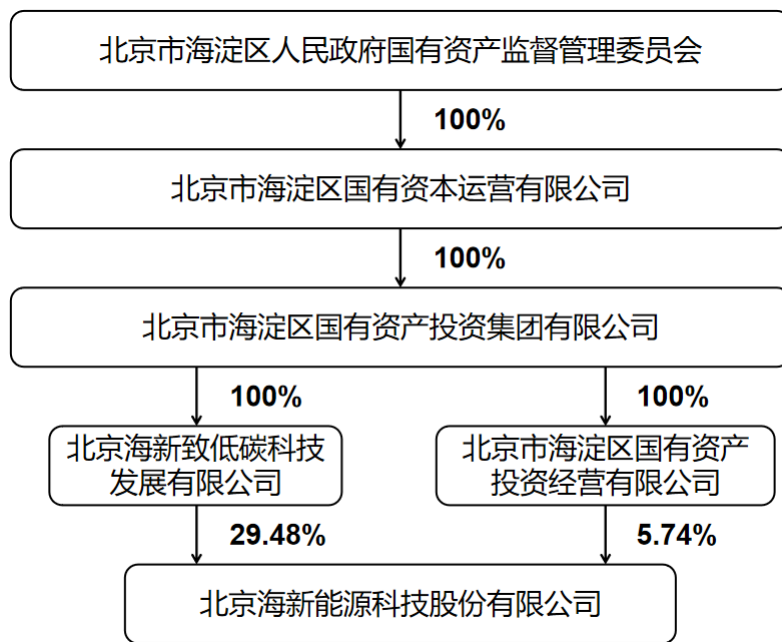 北京市海淀区人民政府国有资产监督管理委员会
100%
北京市海淀区国有资本运营有限公司
100%
北京市海淀区国有资产投资集团有限公司
100%
100%
北京海新致低碳科技
发展有限公司
北京市海淀区国有资产
投资经营有限公司
29.48%
5.74%
北京海新能源科技股份有限公司